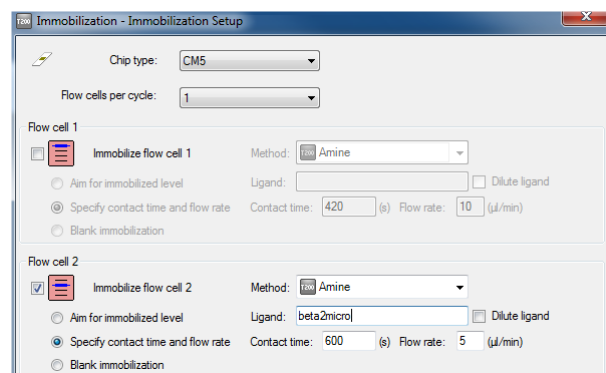 T200 Immobilization - Immobilization Setup X
Chip type: CM5
Flow cells per cycle: 1
Flow cell 1
Immobilize flow cell 1 Method: T200 Amine
Aim for immobilized level Ligand: Dilute ligand
Specify contact time and flow rate Contact time: 420 (s) Flow rate: 10 (µl/min)
Blank immobilization
Flow cell 2
Immobilize flow cell 2 Method: T200 Amine
Aim for immobilized level Ligand: beta2micro Dilute ligand
Specify contact time and flow rate Contact time: 600 (s) Flow rate: 5 (µl/min)
Blank immobilization